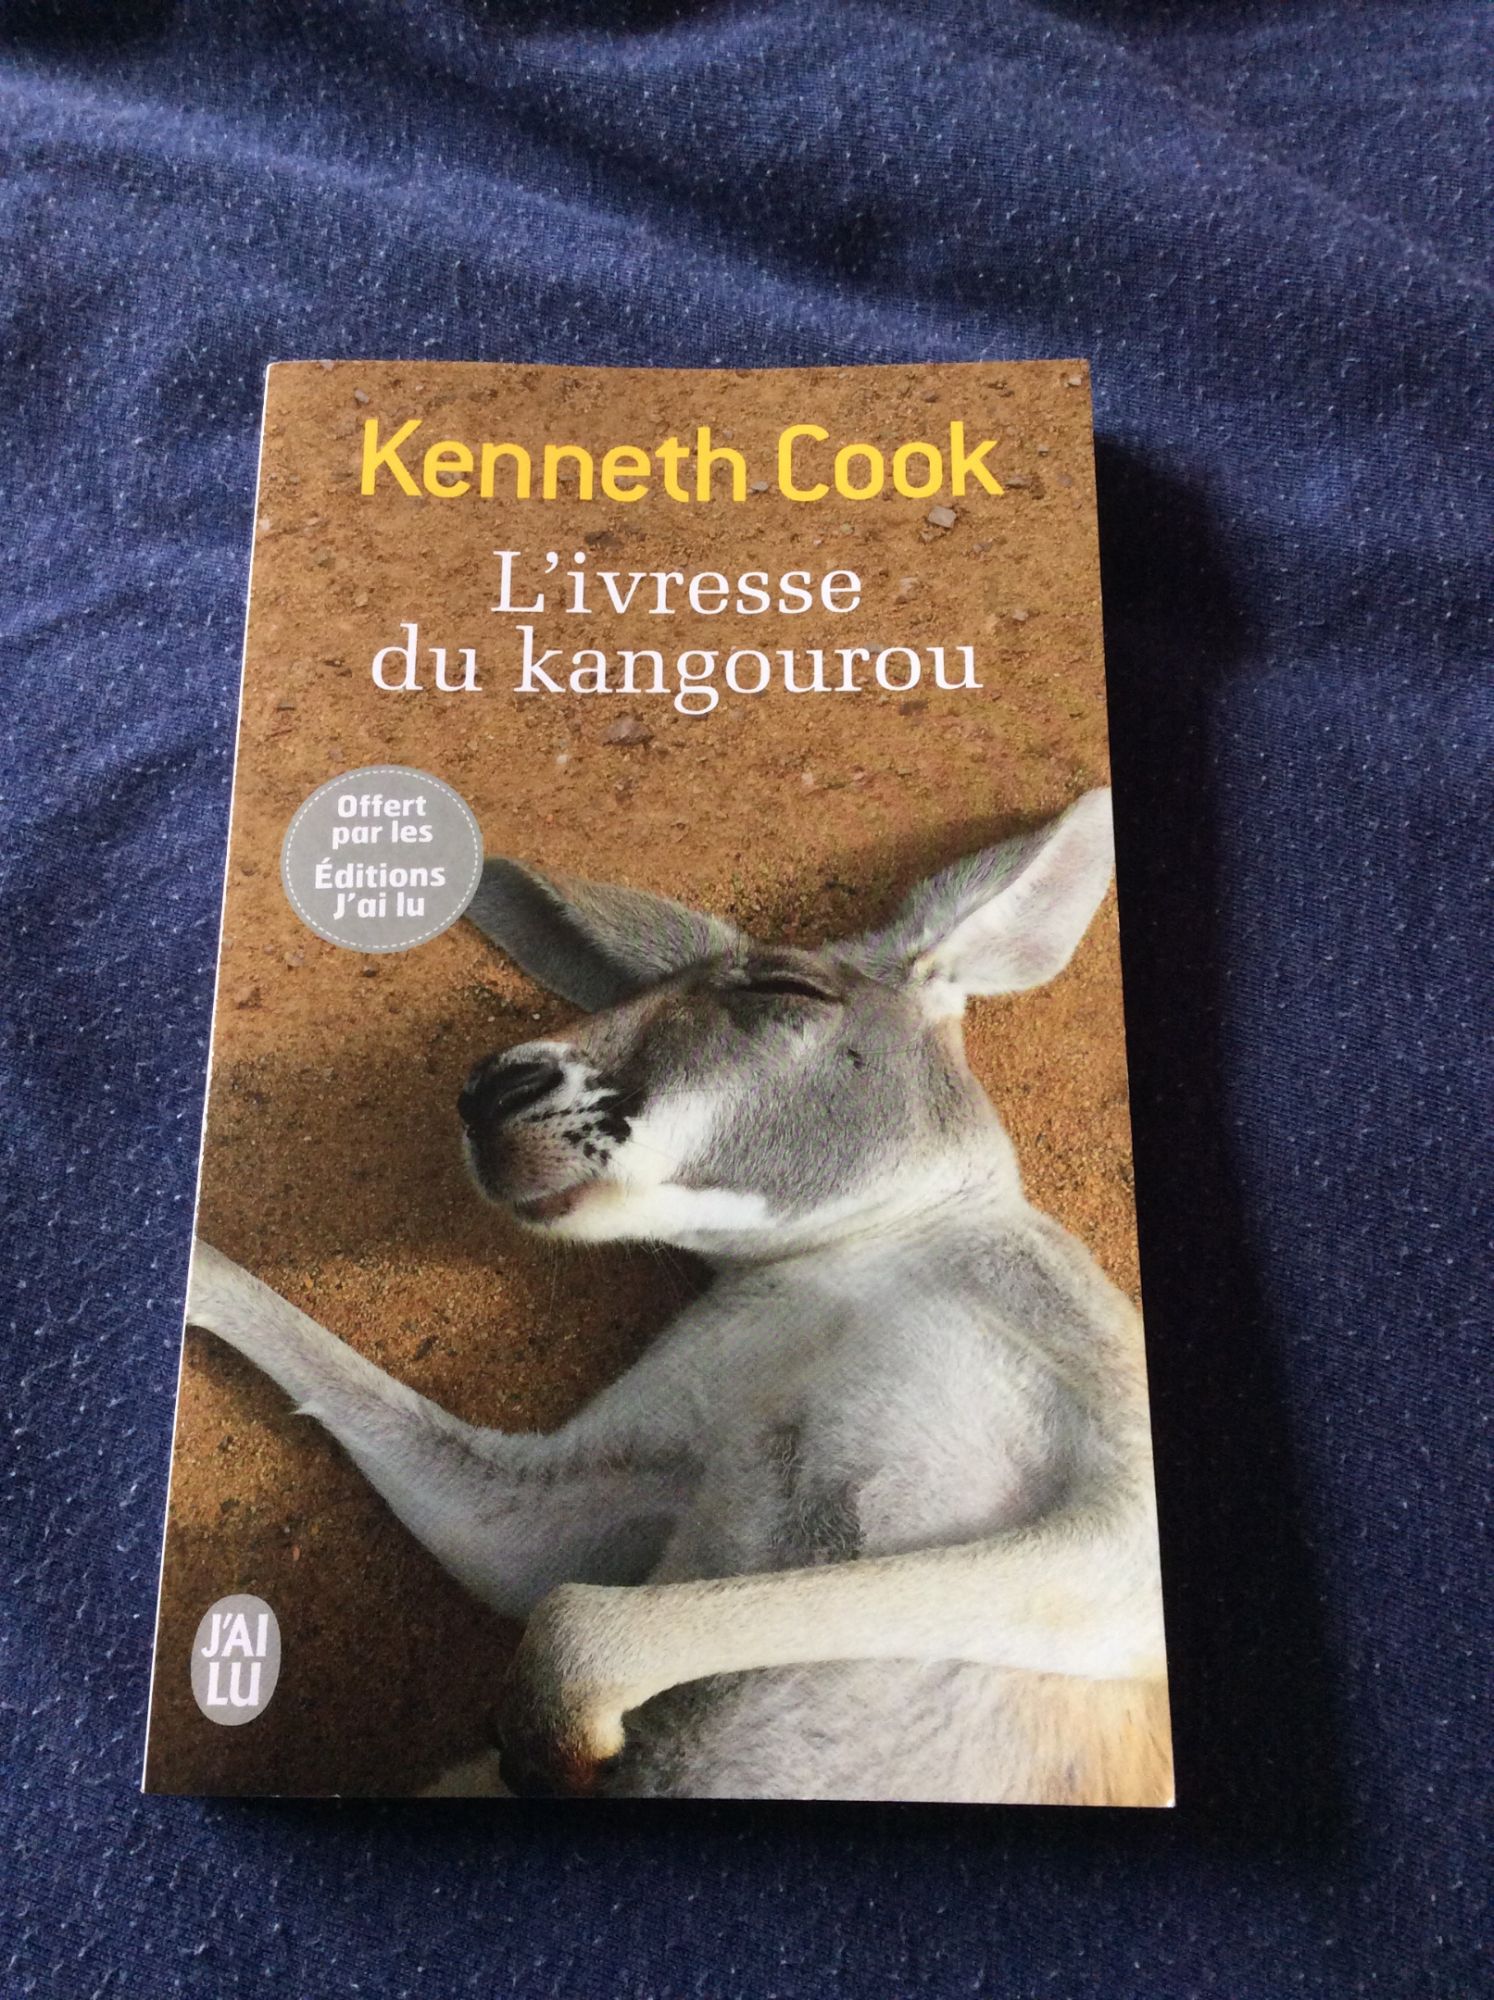 Kenneth Cook
L'ivresse
du kangourou
Offert
par les
Éditions
J'ai lu
J'AI
LU